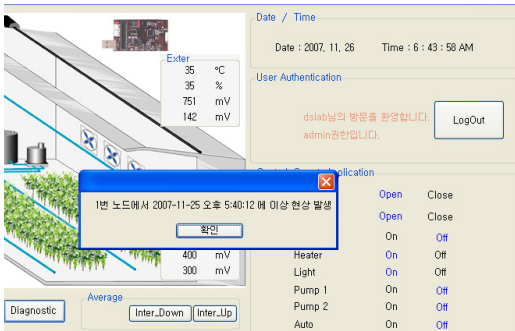 Date / Time
Date : 2007, 11, 26 Time : 6 : 43 : 58 AM
Exter
35 ℃
35 %
751 mV
142 mV
User Authentication
dslab님의 방문을 환영합니다.
admin권한입니다.
LogOut
plication
Open Close
Open Close
1번 노드에서 2007-11-25 오후 5:40:12 에 이상 현상 발생
확인
On Off
400 mV
Heater On Off
300 mV
Light On Off
Pump 1 On Off
Pump 2 On Off
Auto On Off
Diagnostic
Average
Inter_Down
Inter_Up